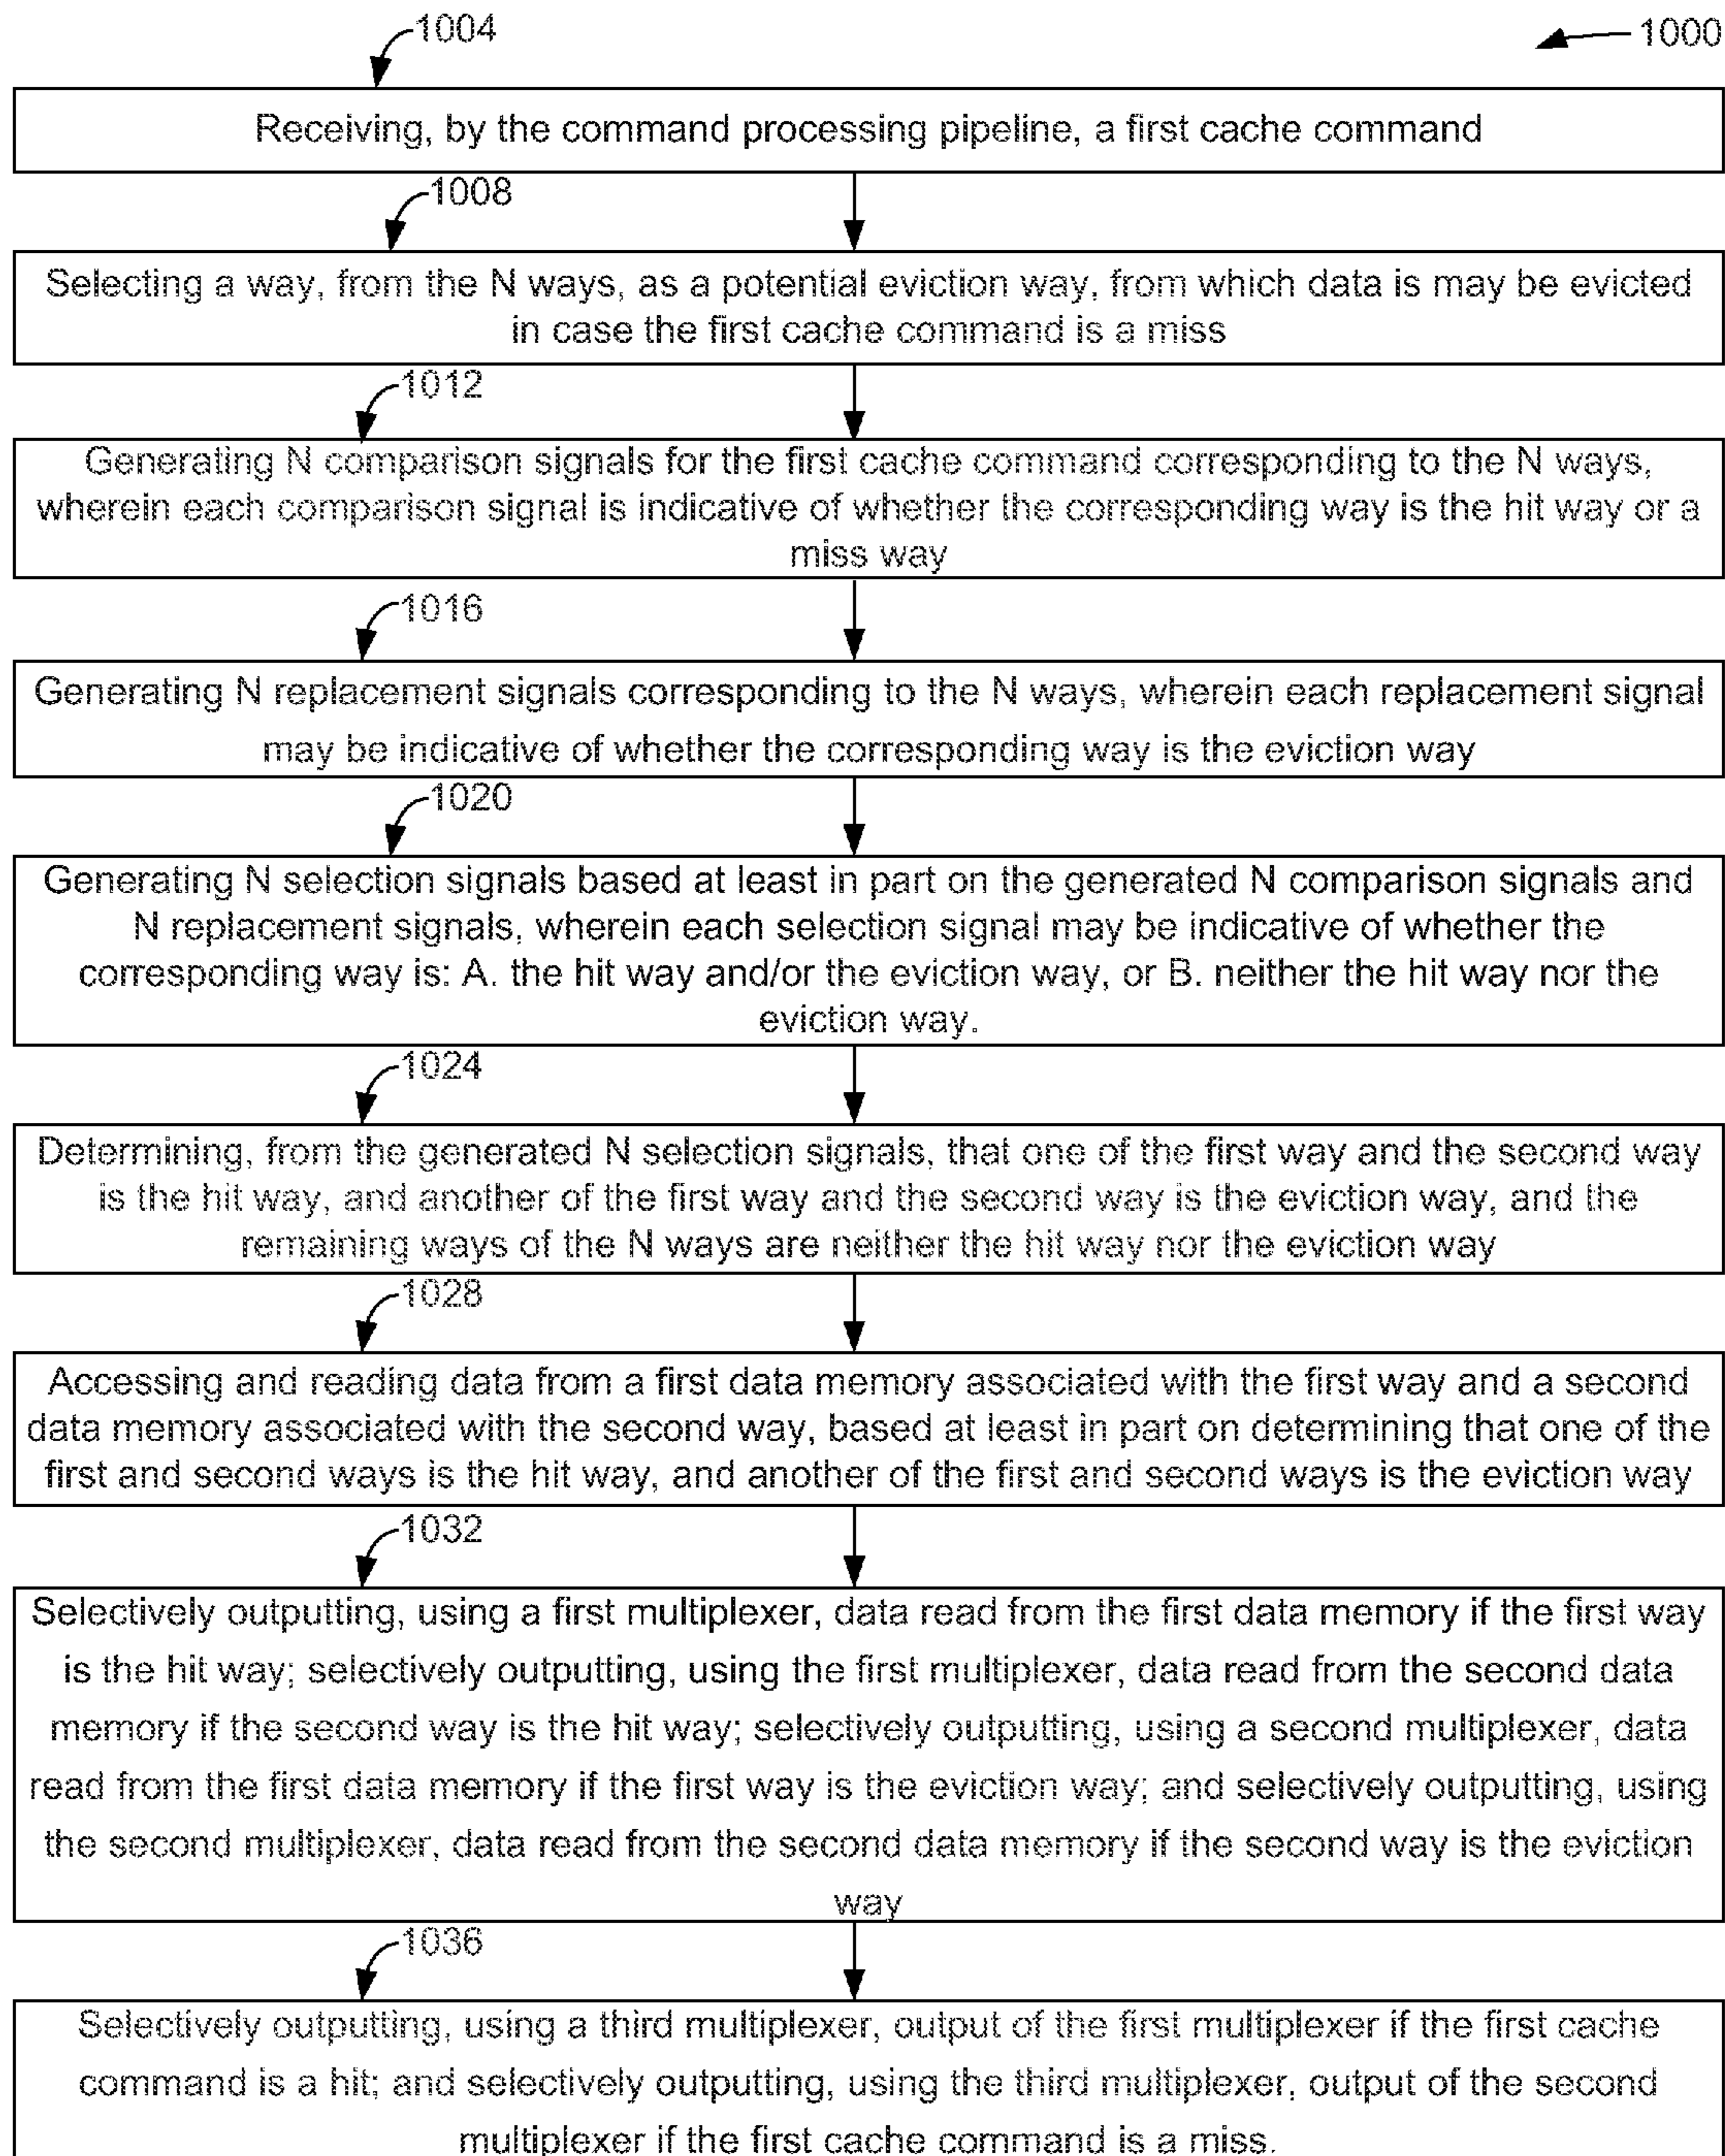 1004
1000
Receiving, by the command processing pipeline, a first cache command
1008
Selecting a way, from the N ways, as a potential eviction way, from which data is may be evicted
in case the first cache command is a miss
1012
Generating N comparison signals for the first cache command corresponding to the N ways,
wherein each comparison signal is indicative of whether the corresponding way is the hit way or a
miss way
1016
Generating N replacement signals corresponding to the N ways, wherein each replacement signal
may be indicative of whether the corresponding way is the eviction way
1020
Generating N selection signals based at least in part on the generated N comparison signals and
N replacement signals, wherein each selection signal may be indicative of whether the
corresponding way is: A. the hit way and/or the eviction way, or B. neither the hit way nor the
eviction way.
1024
Determining, from the generated N selection signals, that one of the first way and the second way
is the hit way, and another of the first way and the second way is the eviction way, and the
remaining ways of the N ways are neither the hit way nor the eviction way
1028
Accessing and reading data from a first data memory associated with the first way and a second
data memory associated with the second way, based at least in part on determining that one of the
first and second ways is the hit way, and another of the first and second ways is the eviction way
1032
Selectively outputting, using a first multiplexer, data read from the first data memory if the first way
is the hit way; selectively outputting, using the first multiplexer, data read from the second data
memory if the second way is the hit way; selectively outputting, using a second multiplexer, data
read from the first data memory if the first way is the eviction way; and selectively outputting, using
the second multiplexer, data read from the second data memory if the second way is the eviction
way
1036
Selectively outputting, using a third multiplexer, output of the first multiplexer if the first cache
command is a hit; and selectively outputting, using the third multiplexer, output of the second
multiplexer if the first cache command is a miss.